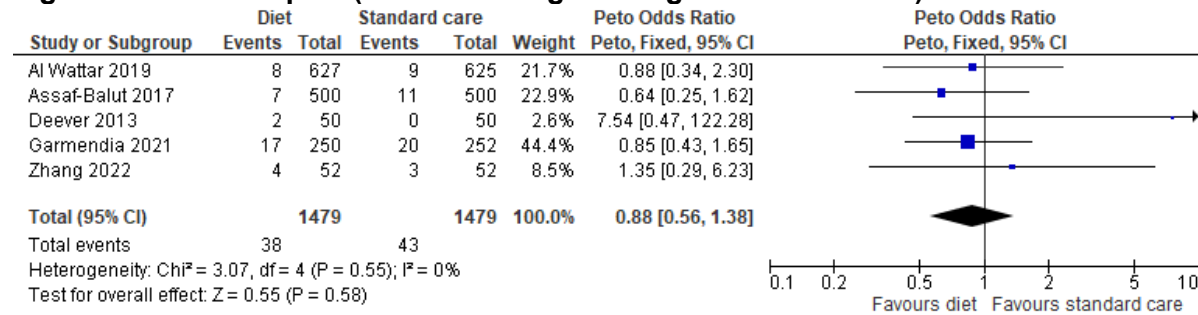 Diet Standard care Peto Odds Ratio Peto Odds Ratio
Study or Subgroup Events Total Events Total Weight Peto, Fixed, 95% CI Peto, Fixed, 95% CI
Al Wattar 2019 8 627 9 625 21.7% 0.88 [0.34, 2.30]
Assaf-Balut 2017 7 500 11 500 22.9% 0.64 [0.25, 1.62]
Deever 2013 2 50 0 50 2.6% 7.54 [0.47, 122.28]
Garmendia 2021 17 250 20 252 44.4% 0.85 [0.43, 1.65]
Zhang 2022 4 52 3 52 8.5% 1.35 [0.29, 6.23]
Total (95% CI) 1479 1479 100.0% 0.88 [0.56, 1.38]
Total events 38 43
Heterogeneity: Chi² = 3.07, df = 4 (P = 0.55); I² = 0%
Test for overall effect: Z = 0.55 (P = 0.58)
0.1 0.2 0.5 1 2 5 10
Favours diet Favours standard care